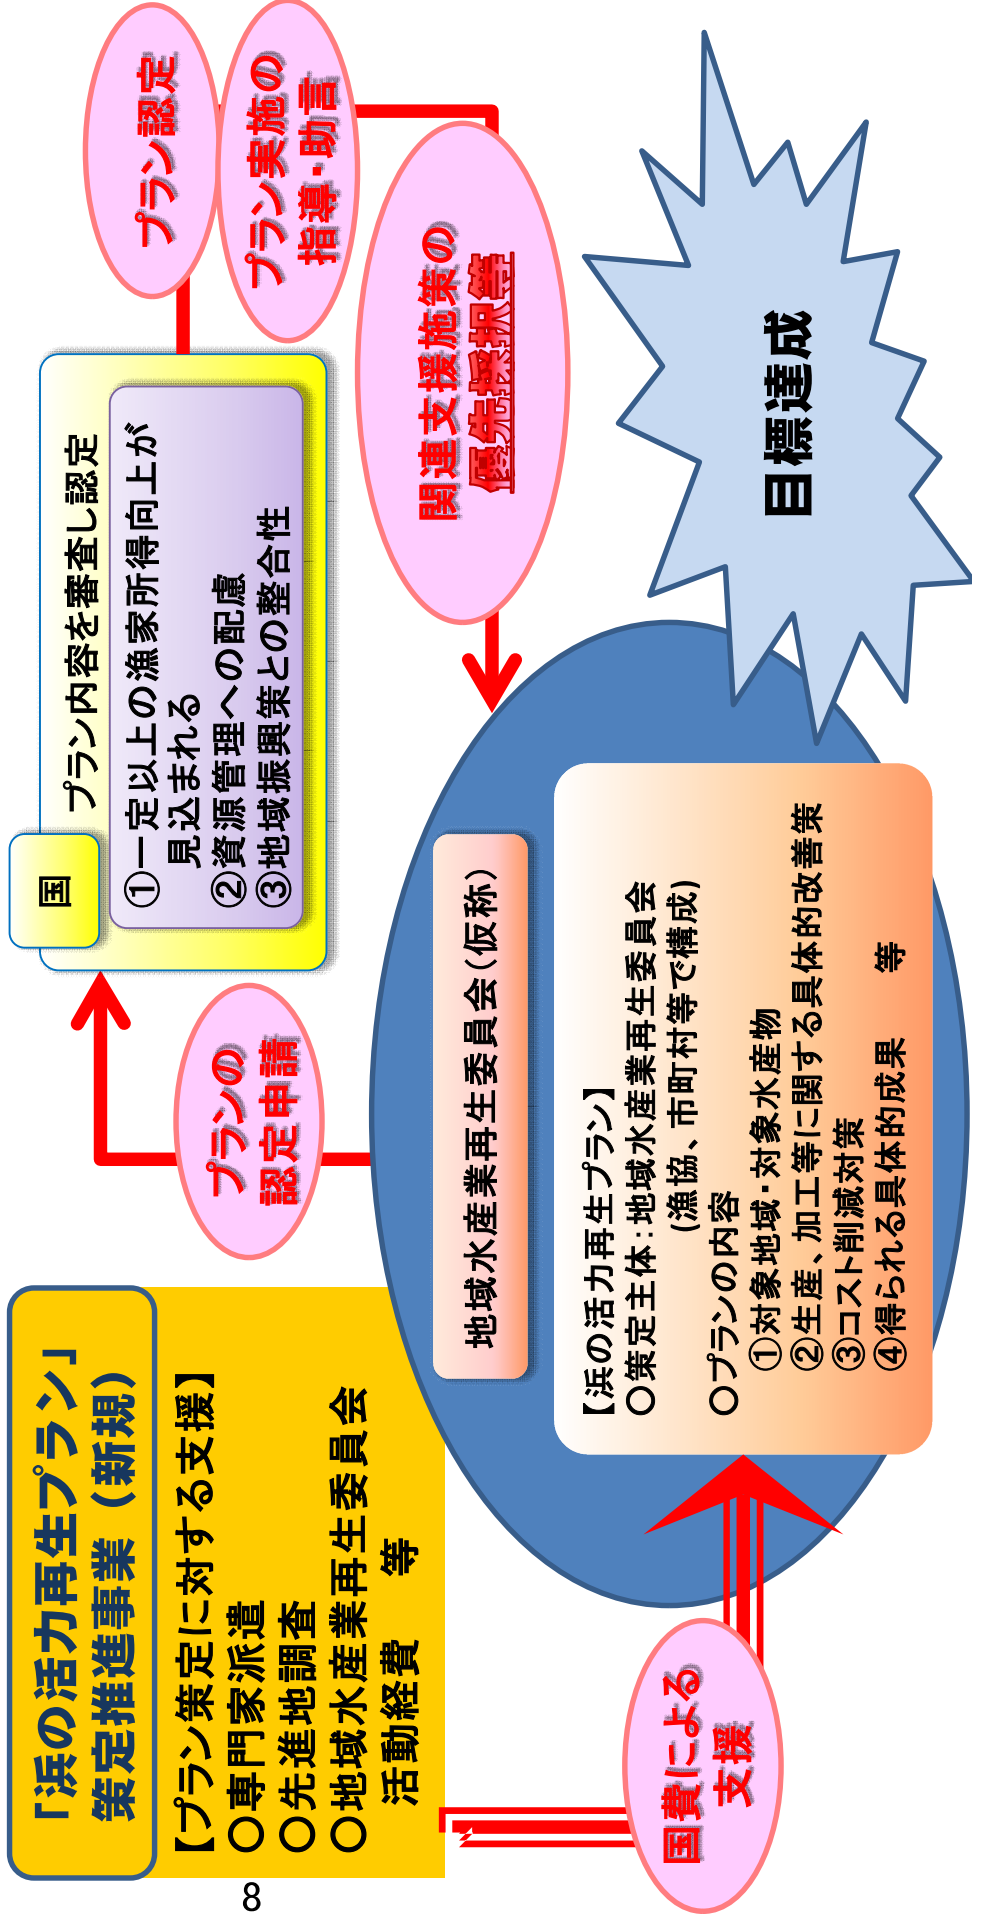 「浜の活力再生プラン」
策定推進事業（新規）
【プラン策定に対する支援】
○専門家派遣
○先進地調査
○地域水産業再生委員会
活動経費　等
国費による
支援
プランの
認定申請
国
プラン内容を審査し認定
①一定以上の漁家所得向上が
見込まれる
②資源管理への配慮
③地域振興策との整合性
プラン認定
プラン実施の
指導・助言
関連支援施策の
優先採択等
地域水産業再生委員会（仮称）
【浜の活力再生プラン】
○策定主体：地域水産業再生委員会
（漁協、市町村等で構成）
○プランの内容
①対象地域・対象水産物
②生産、加工等に関する具体的改善策
③コスト削減対策
④得られる具体的成果　等
目標達成
8